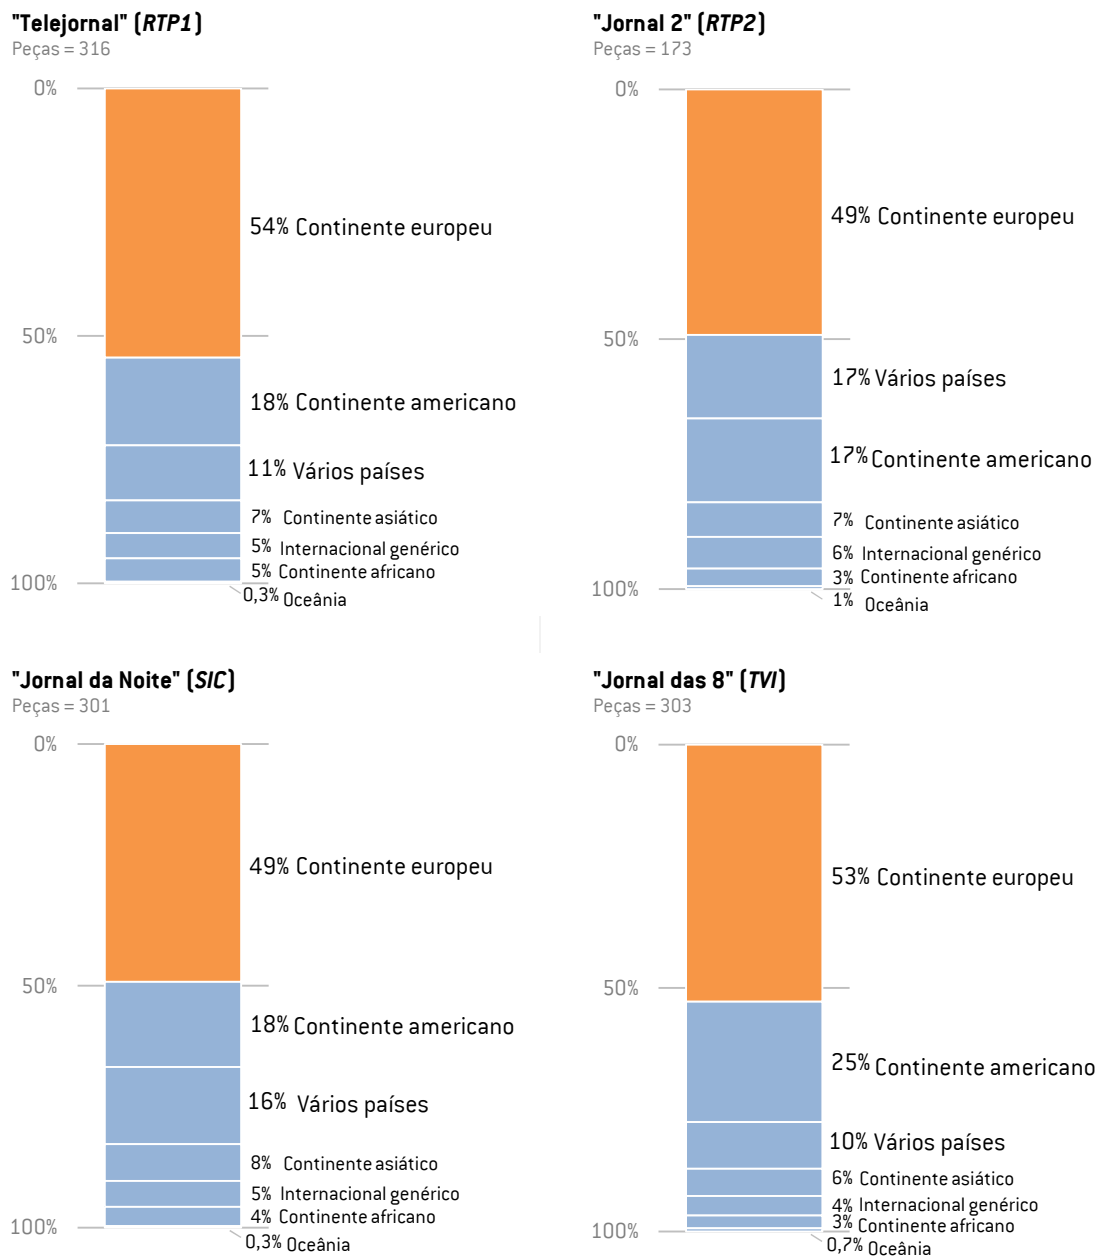 "Telejornal" (RTP1)
Peças = 316
0%
54% Continente europeu
50%
18% Continente americano
11% Vários países
7% Continente asiático
5% Internacional genérico
5% Continente africano
100%
0,3% Oceânia
"Jornal 2" (RTP2)
Peças = 173
0%
49% Continente europeu
50%
17% Vários países
17% Continente americano
7% Continente asiático
6% Internacional genérico
3% Continente africano
100%
1% Oceânia
"Jornal da Noite" (SIC)
Peças = 301
0%
49% Continente europeu
50%
18% Continente americano
16% Vários países
8% Continente asiático
5% Internacional genérico
4% Continente africano
100%
0,3% Oceânia
"Jornal das 8" (TVI)
Peças = 303
0%
53% Continente europeu
50%
25% Continente americano
10% Vários países
6% Continente asiático
4% Internacional genérico
3% Continente africano
100%
0,7% Oceânia